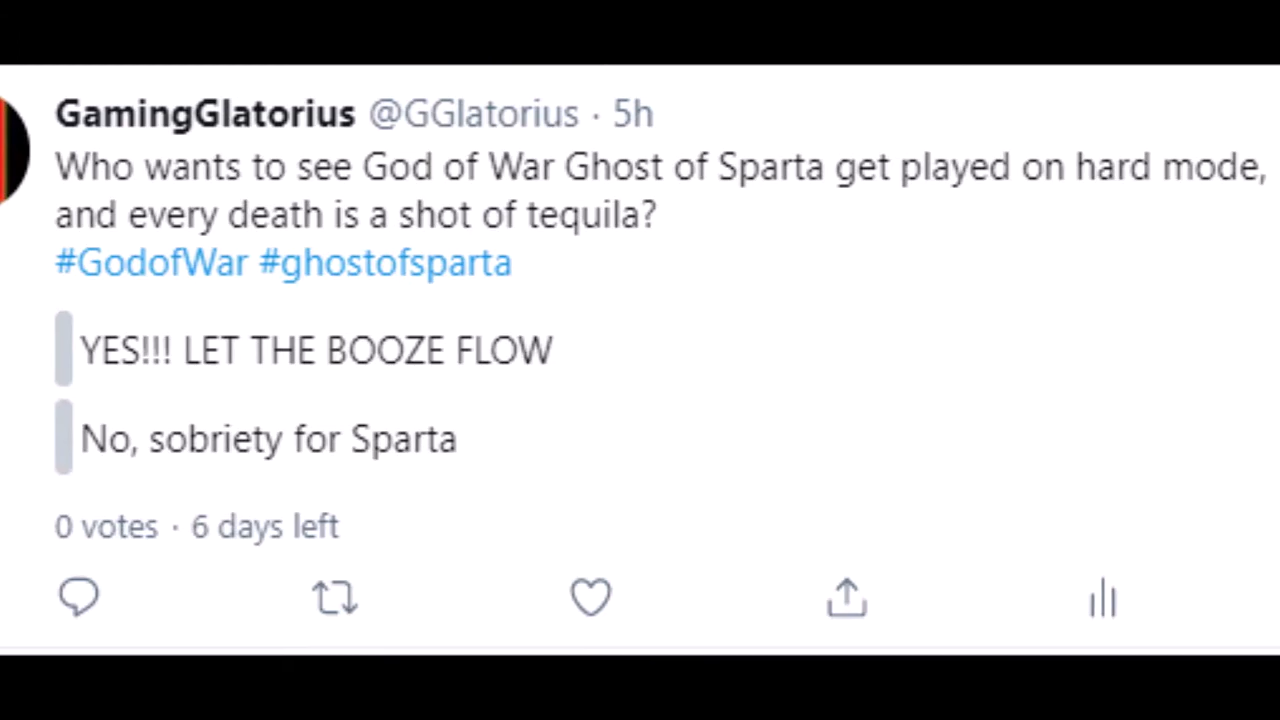 GamingGlatorius @GGlatorius · 5h
Who wants to see God of War Ghost of Sparta get played on hard mode,
and every death is a shot of tequila?
#GodofWar #ghostofsparta
YES!!! LET THE BOOZE FLOW
No, sobriety for Sparta
0 votes · 6 days left